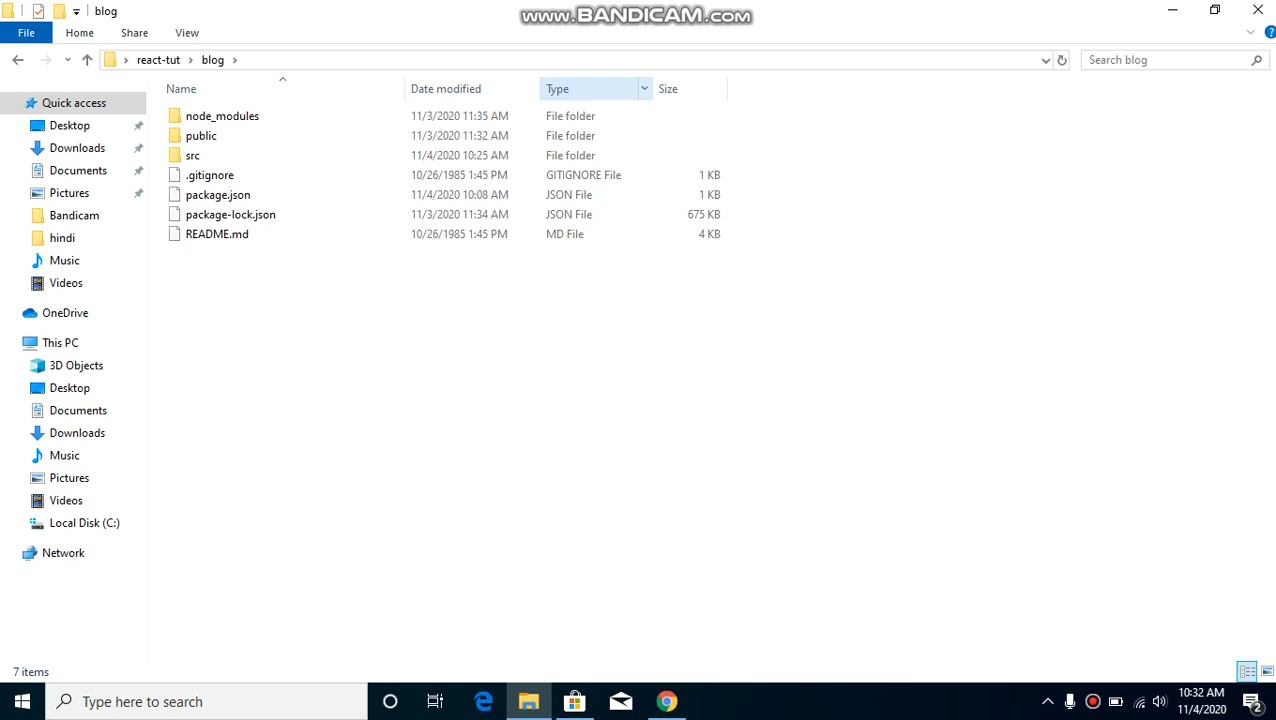 blog
www.BANDICAM.com
File Home Share View
react-tut blog Search blog
Name Date modified Type Size
Quick access
Desktop
Downloads
Documents
Pictures
Bandicam
hindi
Music
Videos
OneDrive
This PC
3D Objects
Desktop
Documents
Downloads
Music
Pictures
Videos
Local Disk (C:)
Network
node_modules 11/3/2020 11:35 AM File folder
public 11/3/2020 11:32 AM File folder
src 11/4/2020 10:25 AM File folder
.gitignore 10/26/1985 1:45 PM GITIGNORE File 1 KB
package.json 11/4/2020 10:08 AM JSON File 1 KB
package-lock.json 11/3/2020 11:34 AM JSON File 675 KB
README.md 10/26/1985 1:45 PM MD File 4 KB
7 items
Type here to search
10:32 AM
11/4/2020
2